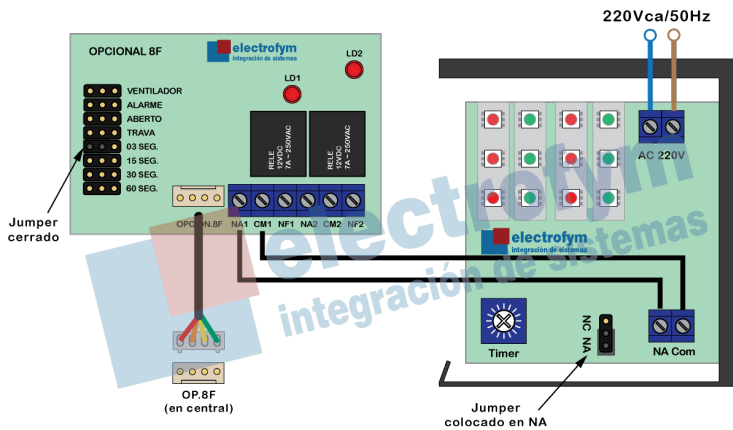 220Vca/50Hz
OPCIONAL 8F
electrofym
integración de sistemas
LD2
LD1
VENTILADOR
ALARME
ABERTO
TRAVA
03 SEG.
15 SEG.
30 SEG.
60 SEG.
RELE
12VDC
7A ~ 250VAC
RELE
12VDC
7A ~ 250VAC
Jumper
cerrado
OPCION.8F
NA1 CM1 NF1 NA2 CM2 NF2
AC 220V
electrofym
integración de sistemas
electrofym
integración de sistemas
Timer
NC NA
NA Com
OP.8F
(en central)
Jumper
colocado en NA